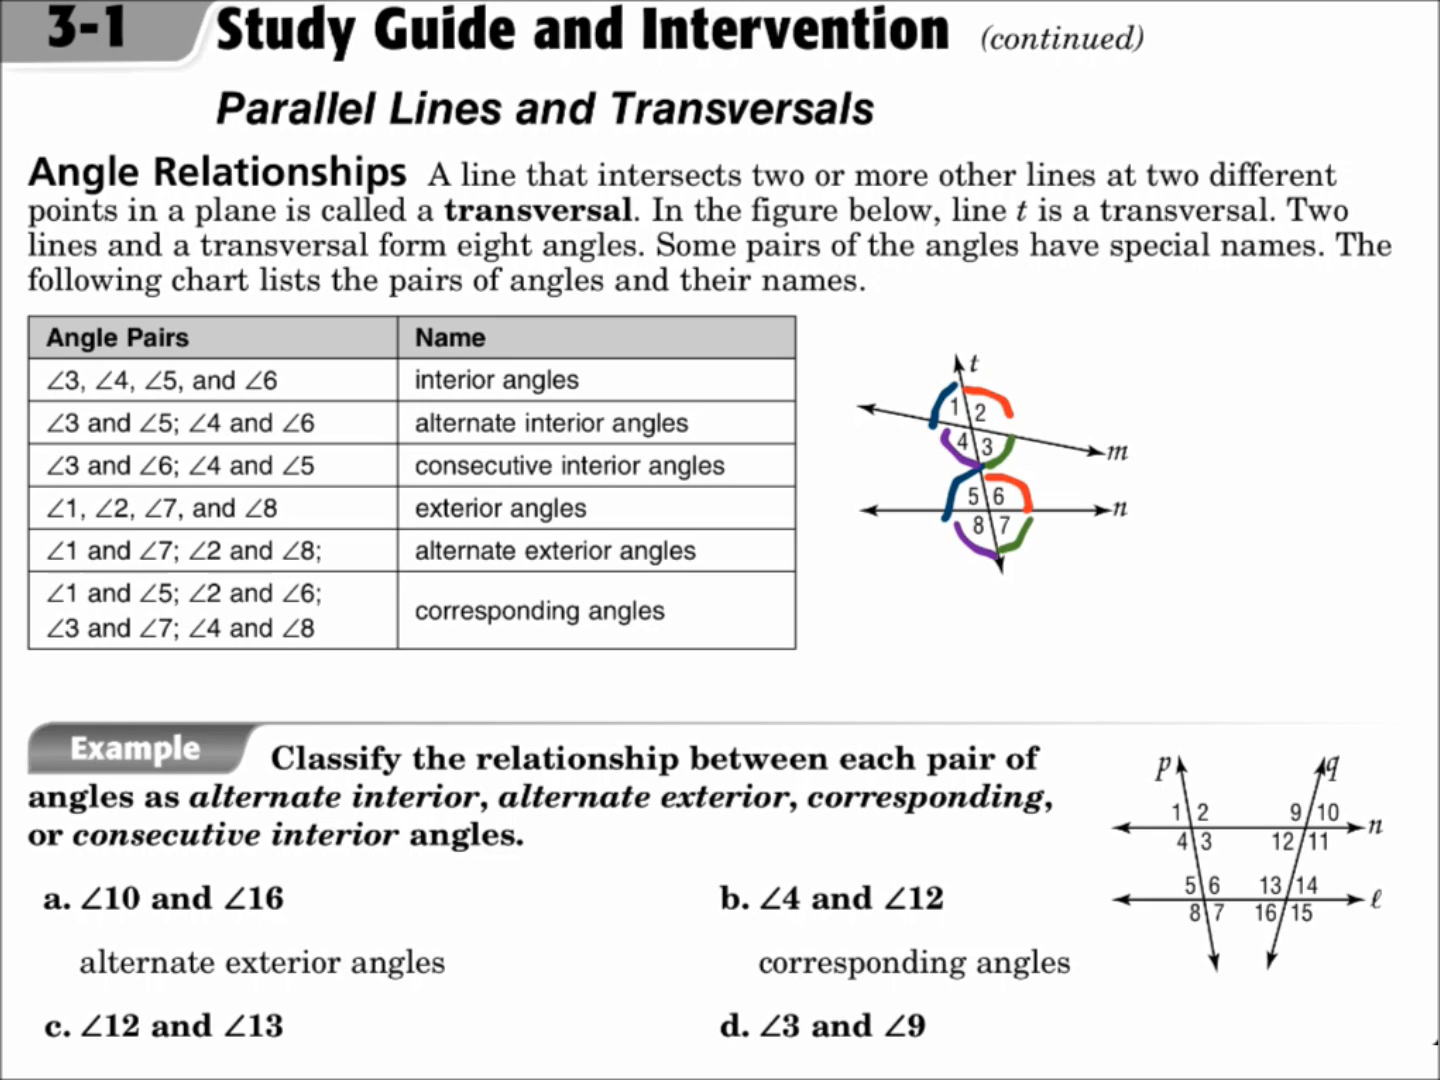 3-1 Study Guide and Intervention (continued)
Parallel Lines and Transversals
Angle Relationships A line that intersects two or more other lines at two different
points in a plane is called a transversal. In the figure below, line t is a transversal. Two
lines and a transversal form eight angles. Some pairs of the angles have special names. The
following chart lists the pairs of angles and their names.
Angle Pairs Name
∠3, ∠4, ∠5, and ∠6 interior angles
∠3 and ∠5; ∠4 and ∠6 alternate interior angles
∠3 and ∠6; ∠4 and ∠5 consecutive interior angles
∠1, ∠2, ∠7, and ∠8 exterior angles
∠1 and ∠7; ∠2 and ∠8; alternate exterior angles
∠1 and ∠5; ∠2 and ∠6;
∠3 and ∠7; ∠4 and ∠8 corresponding angles
t
1 2
4 3
m
5 6
n
8 7
Example Classify the relationship between each pair of
angles as alternate interior, alternate exterior, corresponding,
or consecutive interior angles.
p q
1 2 9 10
n
4 3 12 11
5 6 13 14
ℓ
8 7 16 15
a. ∠10 and ∠16 b. ∠4 and ∠12
alternate exterior angles corresponding angles
c. ∠12 and ∠13 d. ∠3 and ∠9